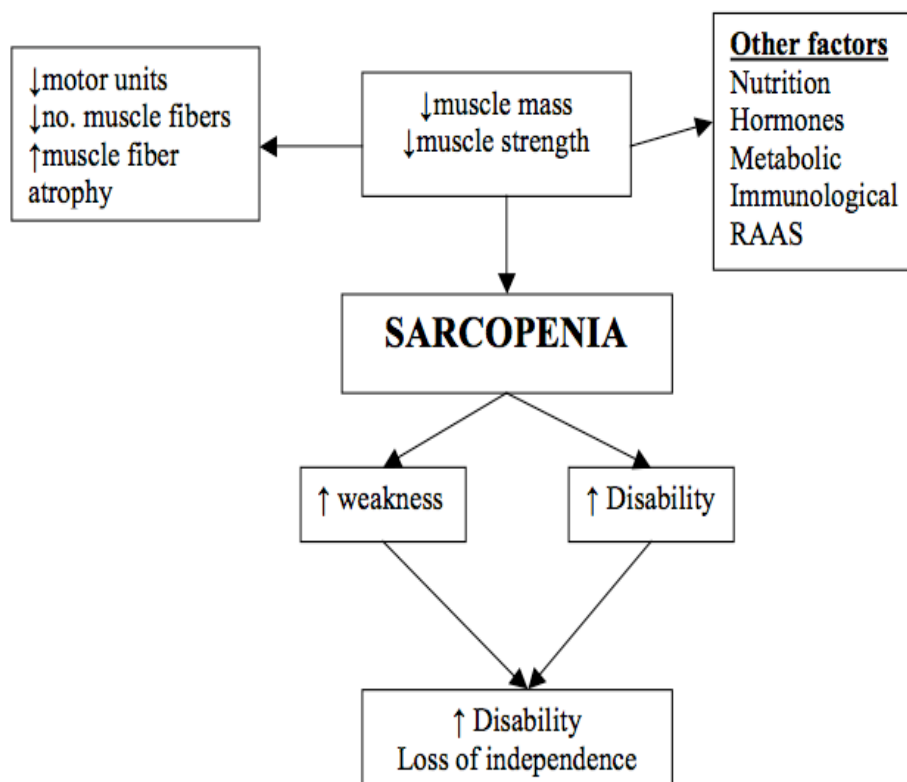 ↓motor units
↓no. muscle fibers
↑muscle fiber
atrophy
↓muscle mass
↓muscle strength
Other factors
Nutrition
Hormones
Metabolic
Immunological
RAAS
SARCOPENIA
↑ weakness
↑ Disability
↑ Disability
Loss of independence